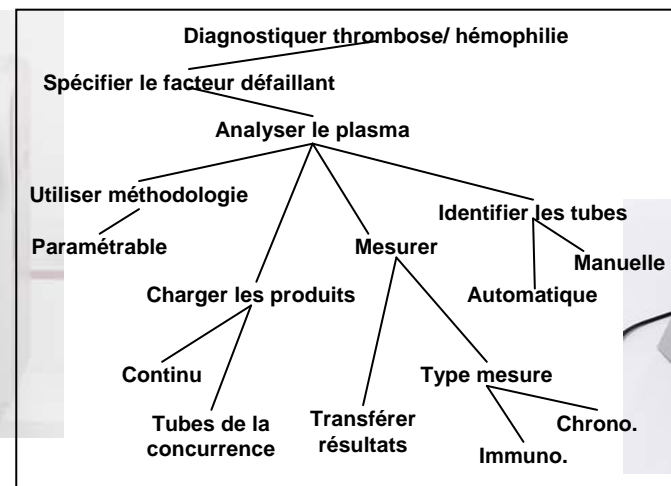 Diagnostiquer thrombose/ hémophilie
Spécifier le facteur défaillant
Analyser le plasma
Utiliser méthodologie
Identifier les tubes
Paramétrable
Mesurer
Manuelle
Charger les produits
Automatique
Continu
Type mesure
Tubes de la
concurrence
Transférer
résultats
Chrono.
Immuno.